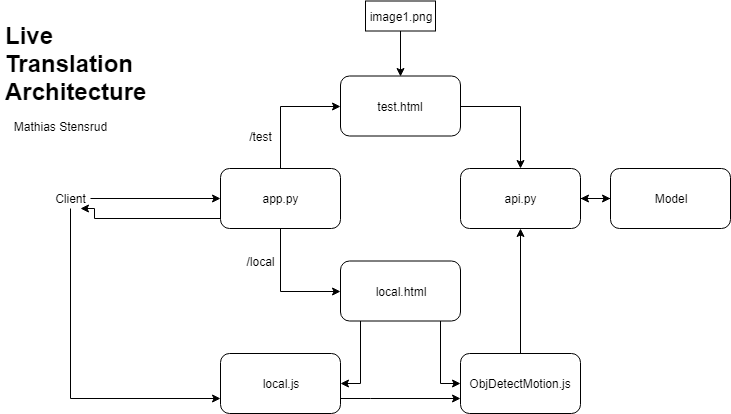 image1.png
Live
Translation
Architecture
Mathias Stensrud
test.html
/test
Client
app.py
api.py
Model
/local
local.html
local.js
ObjDetectMotion.js